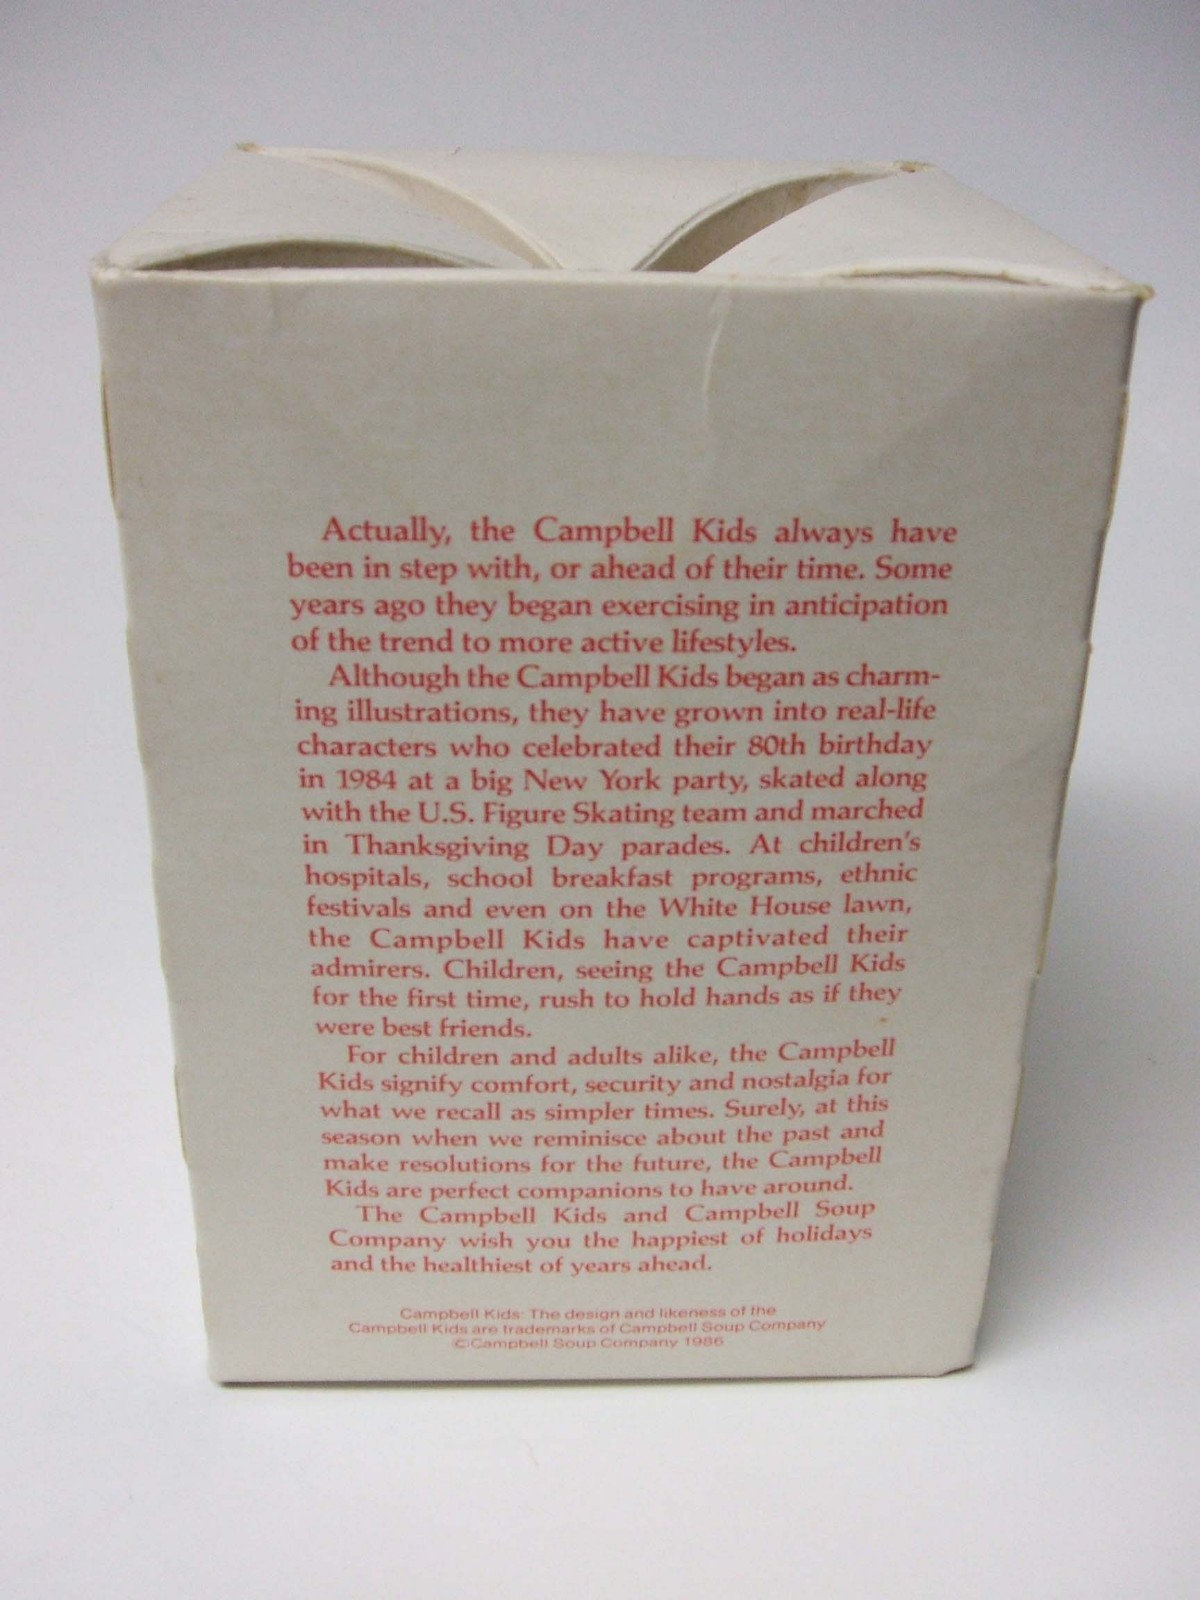 Actually, the Campbell Kids always have
been in step with, or ahead of their time. Some
years ago they began exercising in anticipation
of the trend to more active lifestyles.
Although the Campbell Kids began as charm-
ing illustrations, they have grown into real-life
characters who celebrated their 80th birthday
in 1984 at a big New York party, skated along
with the U.S. Figure Skating team and marched
in Thanksgiving Day parades. At children's
hospitals, school breakfast programs, ethnic
festivals and even on the White House lawn,
the Campbell Kids have captivated their
admirers. Children, seeing the Campbell Kids
for the first time, rush to hold hands as if they
were best friends.
For children and adults alike, the Campbell
Kids signify comfort, security and nostalgia for
what we recall as simpler times. Surely, at this
season when we reminisce about the past and
make resolutions for the future, the Campbell
Kids are perfect companions to have around.
The Campbell Kids and Campbell Soup
Company wish you the happiest of holidays
and the healthiest of years ahead.
Campbell Kids: The design and likeness of the
Campbell Kids are trademarks of Campbell Soup Company
©Campbell Soup Company 1986